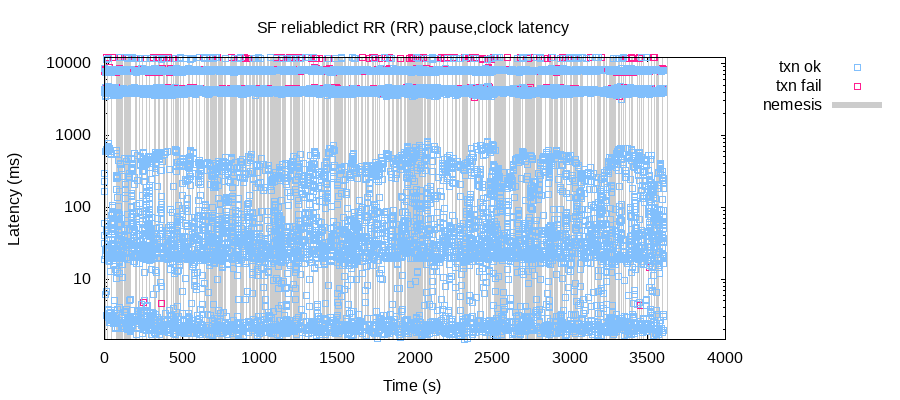 SF reliabledict RR (RR) pause,clock latency
10000
1000
100
10
Latency (ms)
0 500 1000 1500 2000 2500 3000 3500 4000
Time (s)
txn ok
txn fail
nemesis